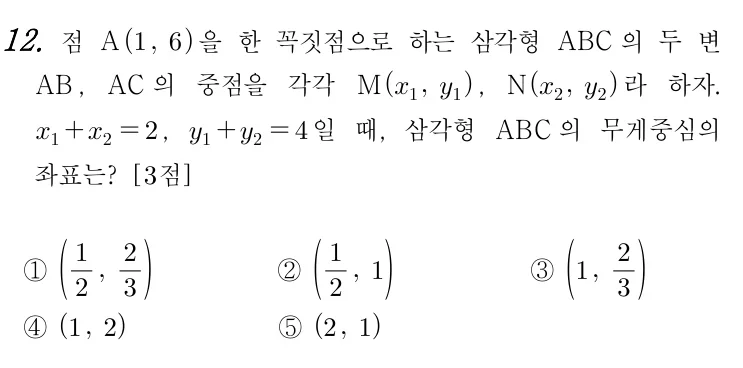 12. 점 A(1, 6)을 한 꼭짓점으로 하는 삼각형 ABC의 두 변
AB, AC의 중점을 각각 M(x₁, y₁), N(x₂, y₂)라 하자.
x₁+x₂=2, y₁+y₂=4일 때, 삼각형 ABC의 무게중심의
좌표는? [3점]
① (1/2, 2/3) ② (1/2, 1) ③ (1, 2/3)
④ (1, 2) ⑤ (2, 1)